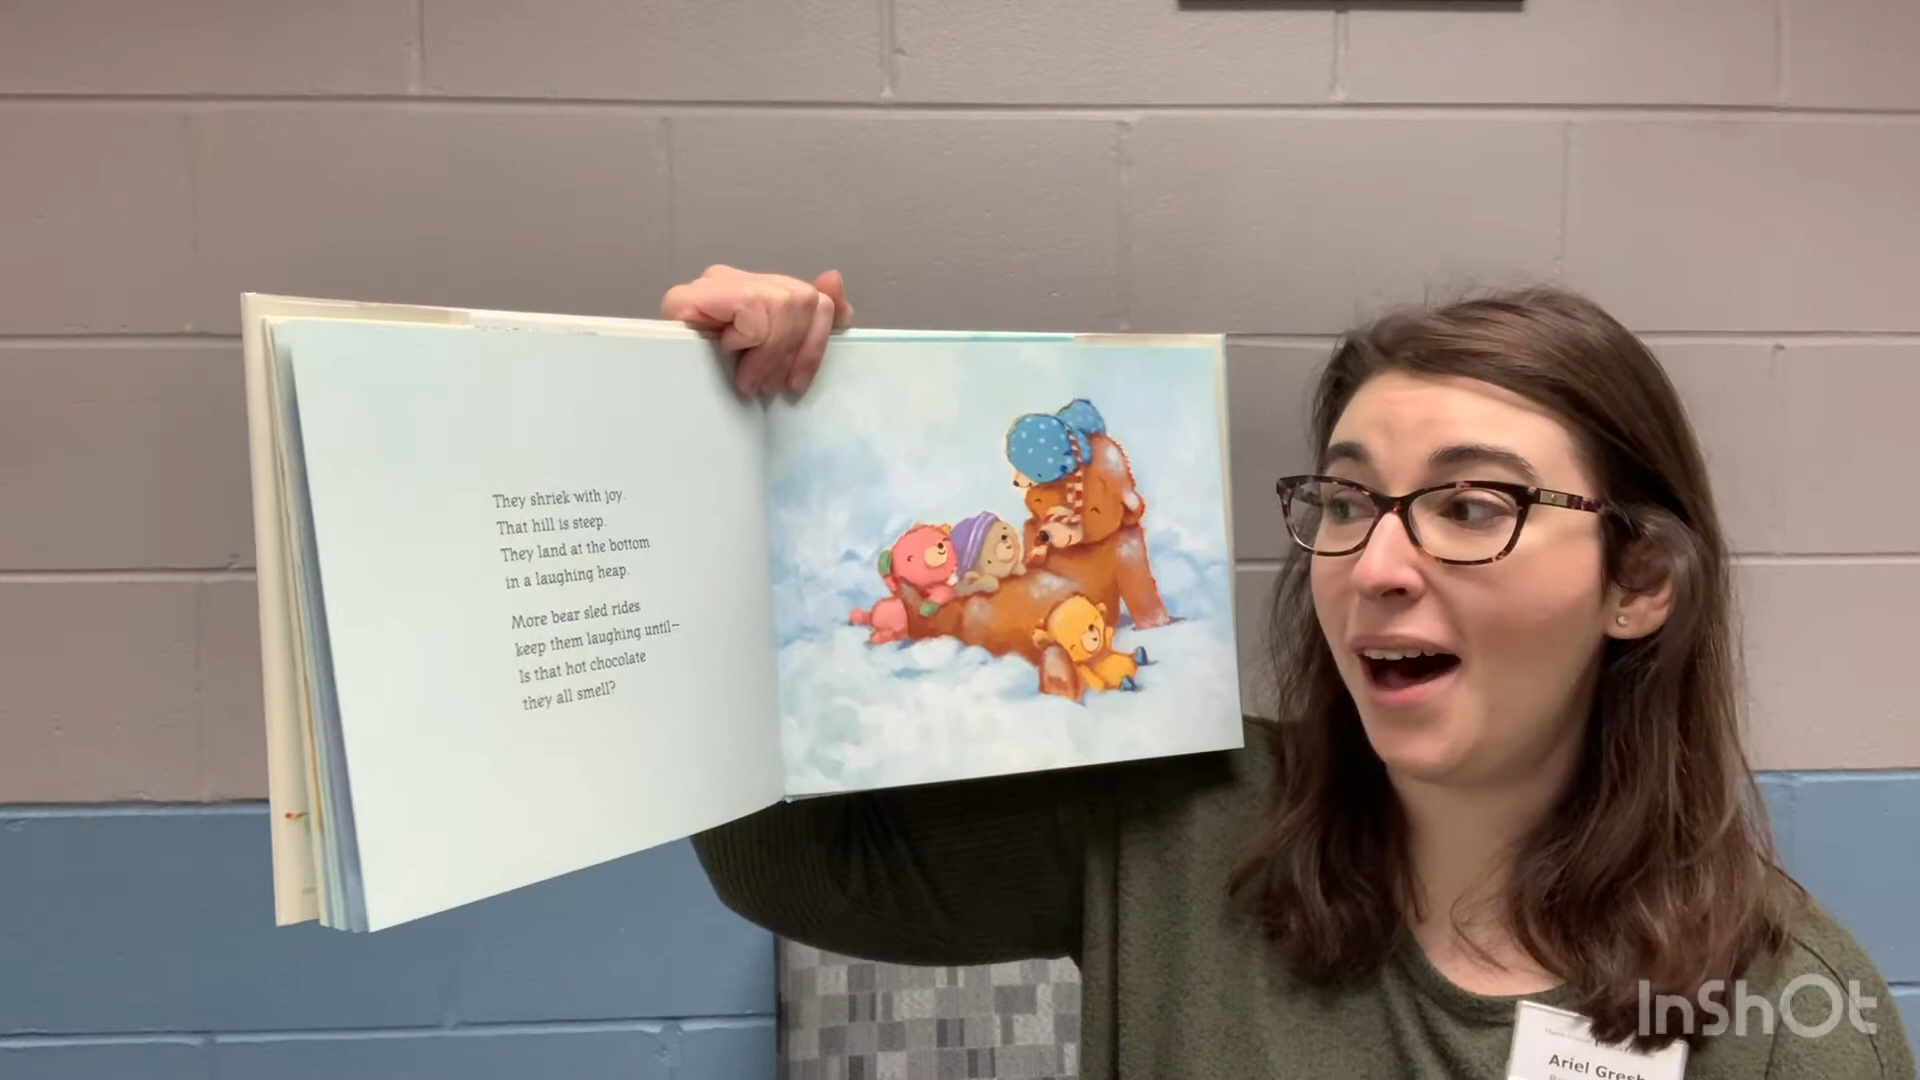 They shriek with joy.
That hill is steep.
They land at the bottom
in a laughing heap.
More bear sled rides
keep them laughing until—
Is that hot chocolate
they all smell?
Ariel Gresh
InShOt